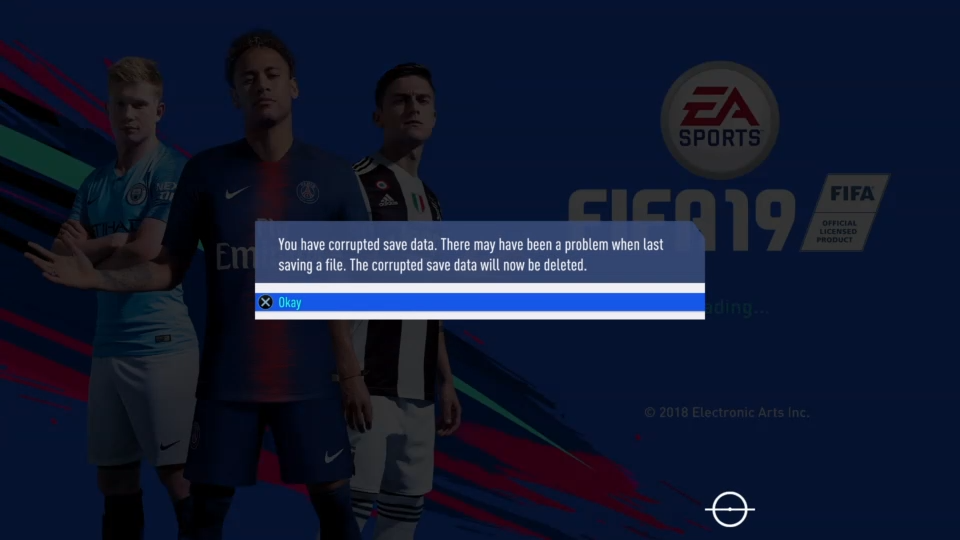 EA
SPORTS
FIFA 19
FIFA
OFFICIAL
LICENSED
PRODUCT
You have corrupted save data. There may have been a problem when last
saving a file. The corrupted save data will now be deleted.
Okay
ading...
© 2018 Electronic Arts Inc.